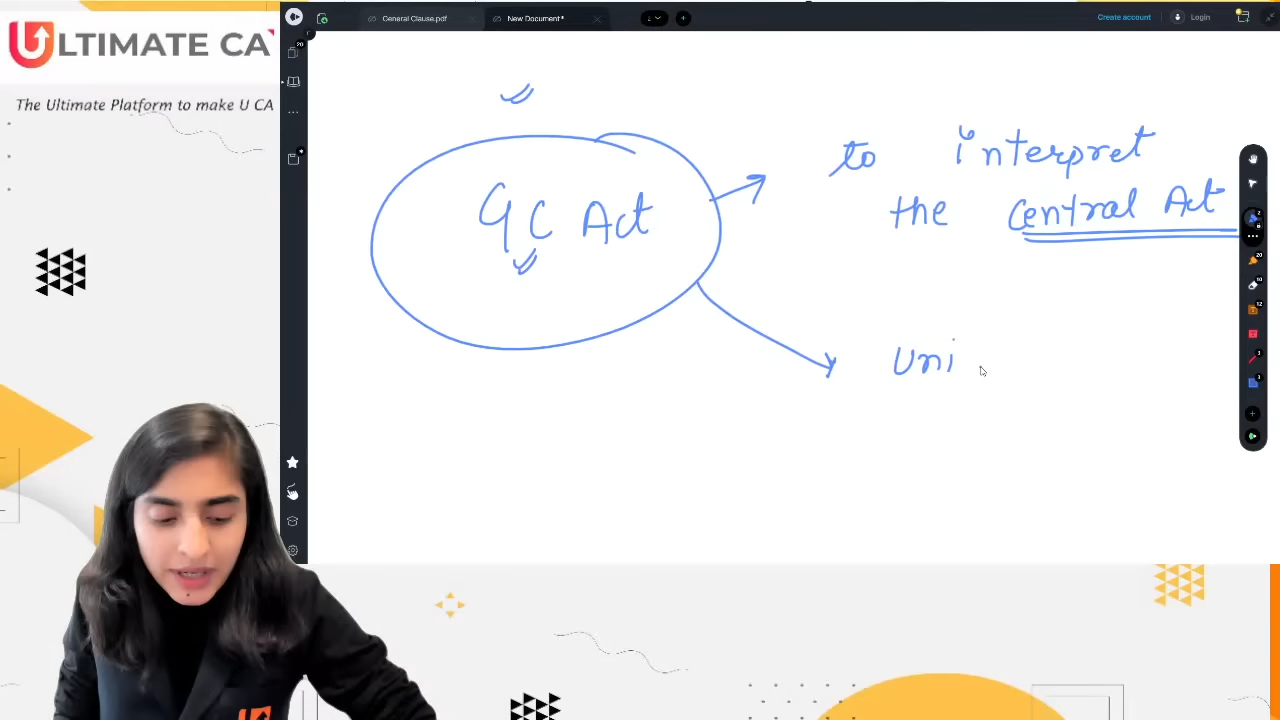 ULTIMATE CA
The Ultimate Platform to make U CA
General Clause.pdf
New Document*
Create account
Login
GC Act
to interpret
the Central Act
Uni